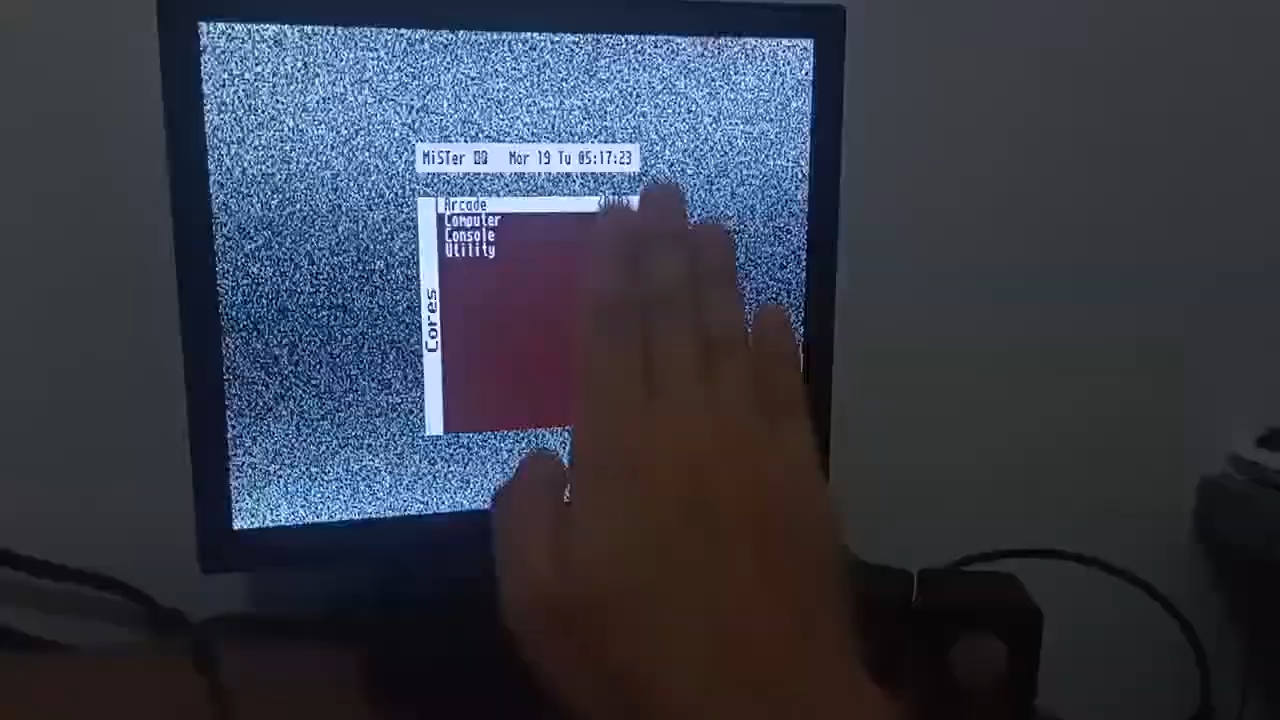 MiSTer Mar 19 Tu 05:17:23
Arcade
Computer
Console
Utility
Cores